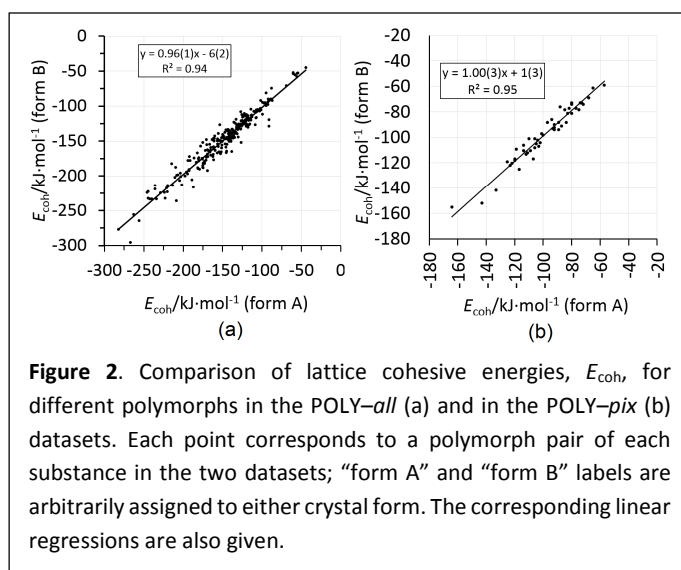 0
-50
-100
-150
-200
-250
-300
E_coh/kJ·mol⁻¹ (form B)
y = 0.96(1)x - 6(2)
R² = 0.94
-300 -250 -200 -150 -100 -50 0
E_coh/kJ·mol⁻¹ (form A)
(a)
-20
-40
-60
-80
-100
-120
-140
-160
-180
E_coh/kJ·mol⁻¹ (form B)
y = 1.00(3)x + 1(3)
R² = 0.95
-180 -160 -140 -120 -100 -80 -60 -40 -20
E_coh/kJ·mol⁻¹ (form A)
(b)
Figure 2. Comparison of lattice cohesive energies, E_coh, for
different polymorphs in the POLY–all (a) and in the POLY–pix (b)
datasets. Each point corresponds to a polymorph pair of each
substance in the two datasets; “form A” and “form B” labels are
arbitrarily assigned to either crystal form. The corresponding linear
regressions are also given.